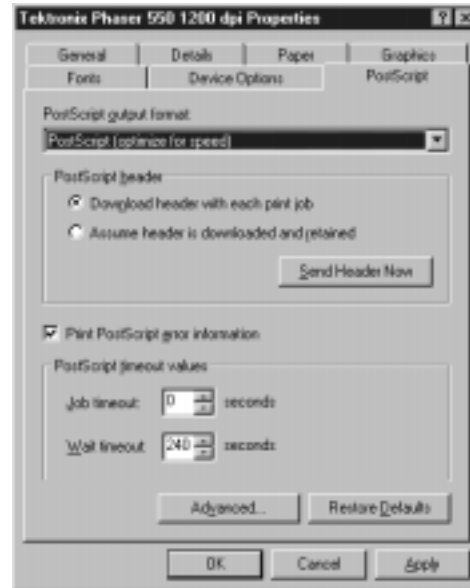 Tektronix Phaser 550 1200 dpi Properties
General Details Paper Graphics
Fonts Device Options PostScript
PostScript output format:
PostScript (optimize for speed)
PostScript header
Download header with each print job
Assume header is downloaded and retained
Send Header Now
Print PostScript error information
PostScript timeout values
Job timeout: 0 seconds
Wait timeout: 240 seconds
Advanced... Restore Defaults
OK Cancel Apply